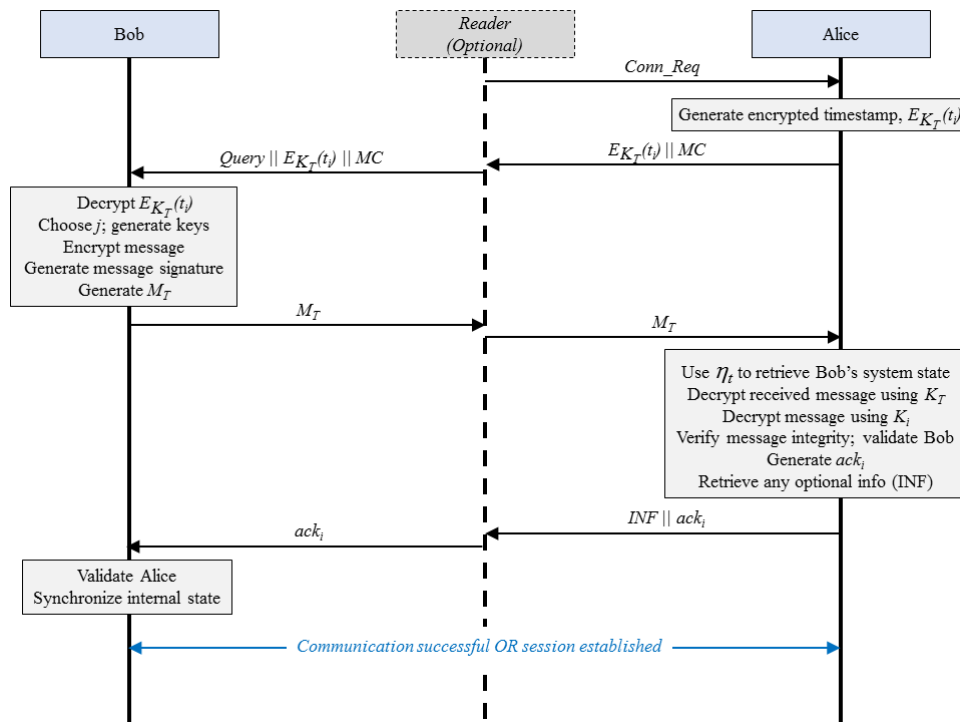 Bob
Reader
(Optional)
Alice
Conn_Req
Generate encrypted timestamp, E_{K_T}(t_i)
E_{K_T}(t_i) || MC
Query || E_{K_T}(t_i) || MC
Decrypt E_{K_T}(t_i)
Choose j; generate keys
Encrypt message
Generate message signature
Generate M_T
M_T
M_T
Use η_t to retrieve Bob's system state
Decrypt received message using K_T
Decrypt message using K_i
Verify message integrity; validate Bob
Generate ack_i
Retrieve any optional info (INF)
INF || ack_i
ack_i
Validate Alice
Synchronize internal state
Communication successful OR session established